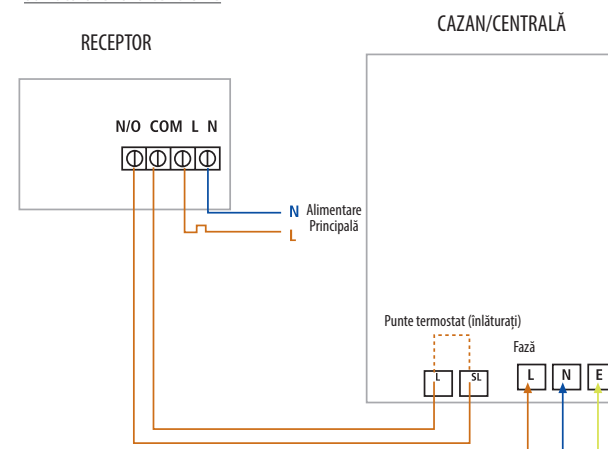 CAZAN/CENTRALĂ
RECEPTOR
N/O COM L N
N Alimentare
Principală
L
Punte termostat (înlăturați)
Fază
L SL L N E